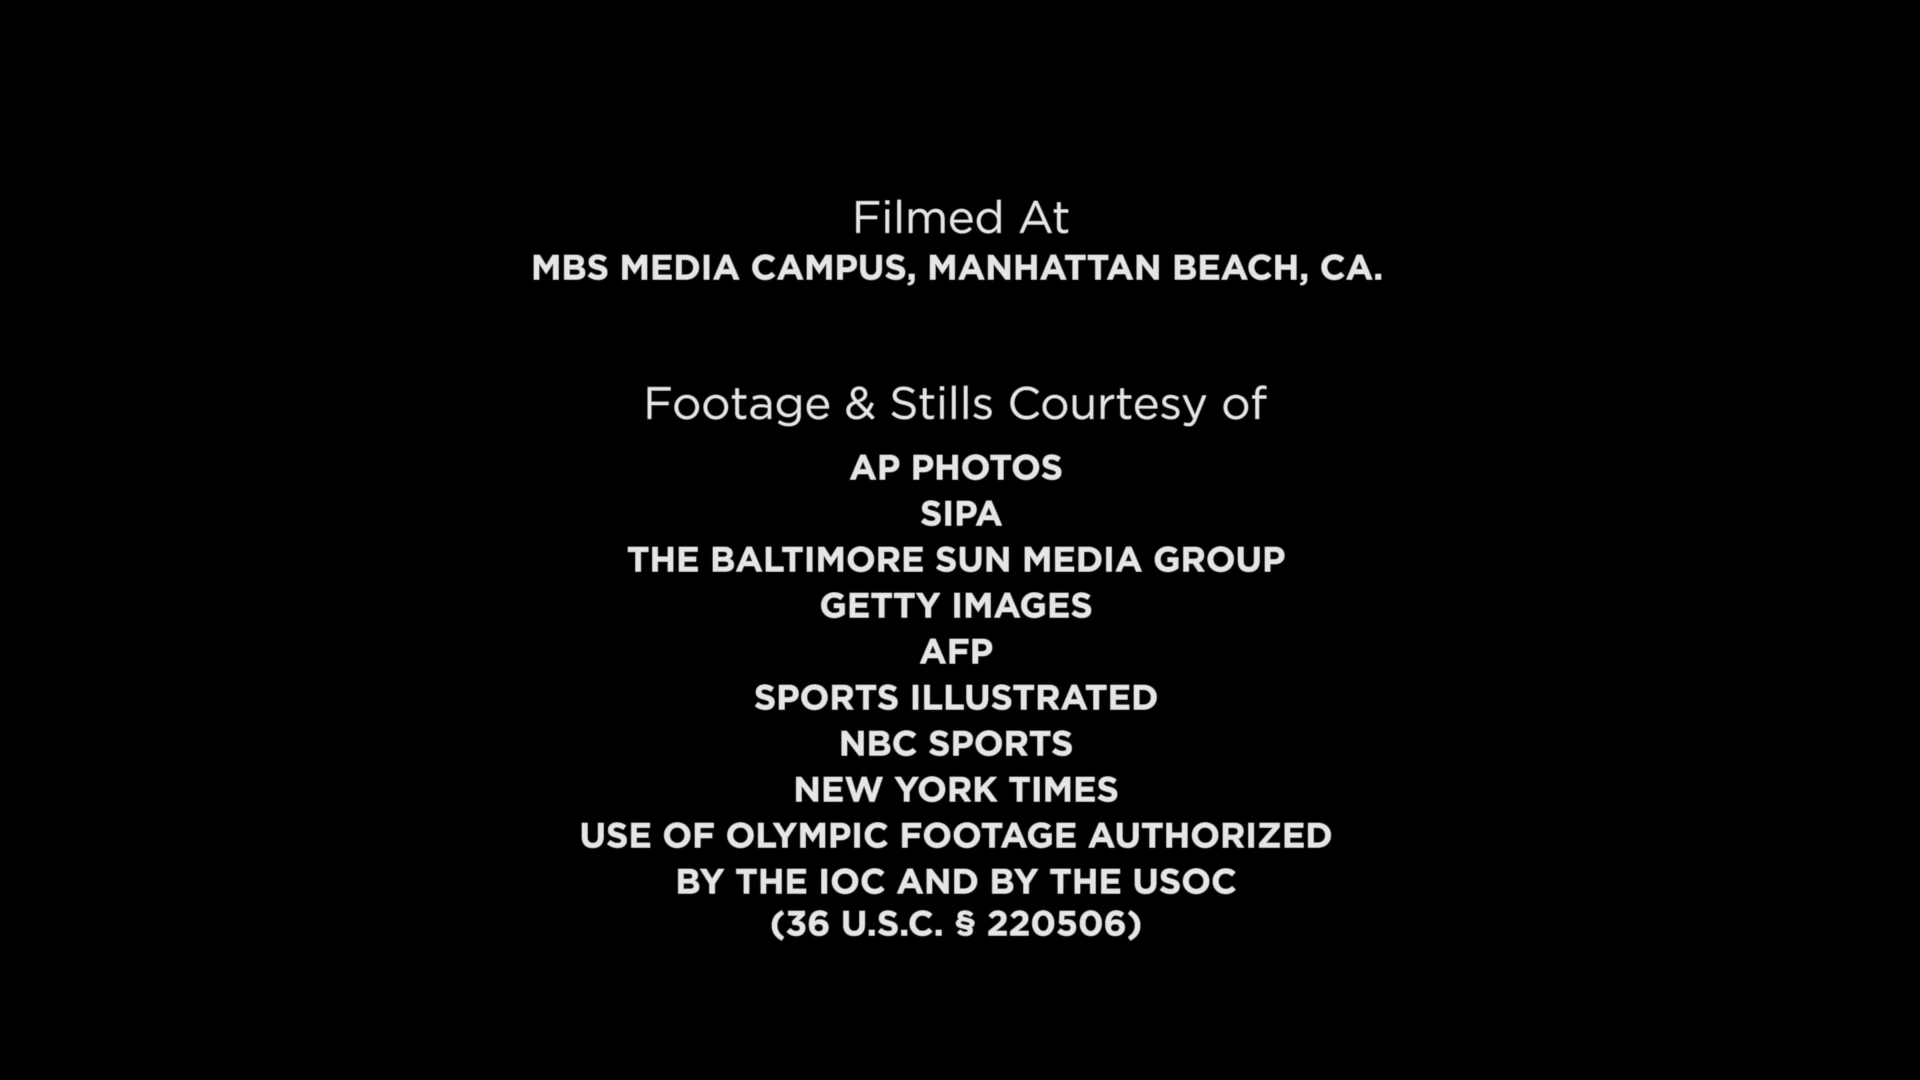 Filmed At
MBS MEDIA CAMPUS, MANHATTAN BEACH, CA.
Footage & Stills Courtesy of
AP PHOTOS
SIPA
THE BALTIMORE SUN MEDIA GROUP
GETTY IMAGES
AFP
SPORTS ILLUSTRATED
NBC SPORTS
NEW YORK TIMES
USE OF OLYMPIC FOOTAGE AUTHORIZED
BY THE IOC AND BY THE USOC
(36 U.S.C. § 220506)